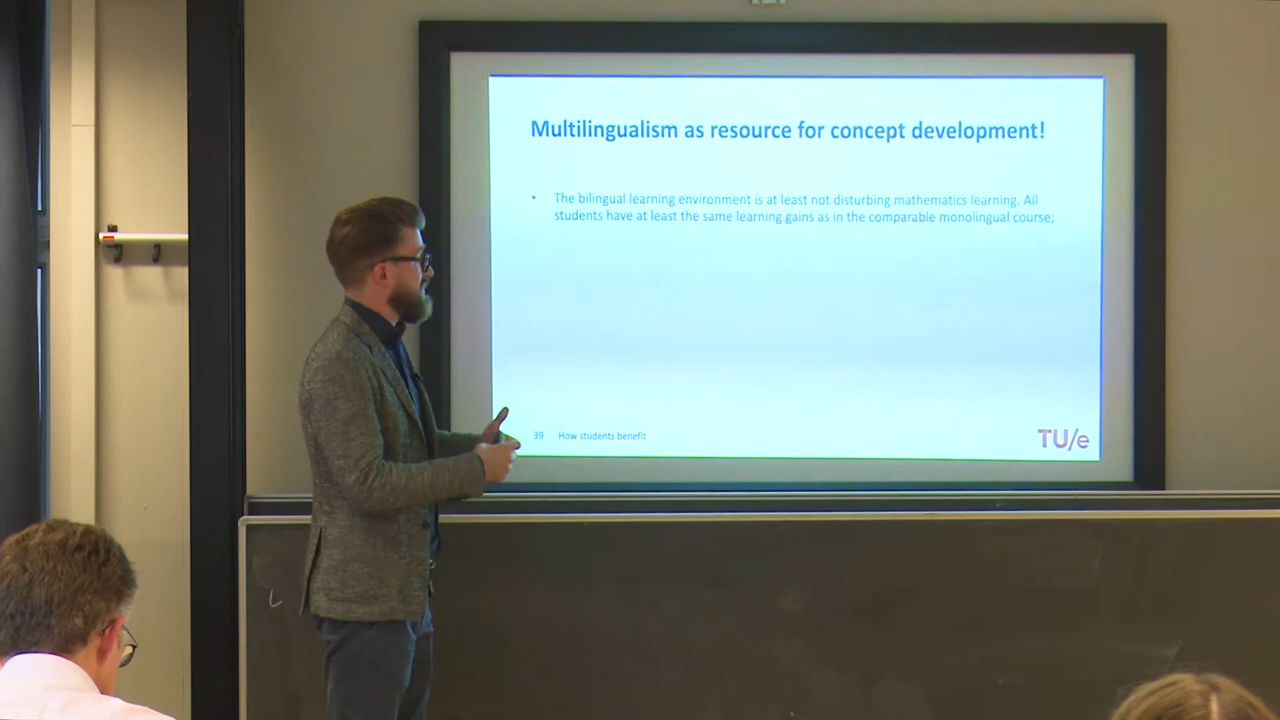 Multilingualism as resource for concept development!
• The bilingual learning environment is at least not disturbing mathematics learning. All
students have at least the same learning gains as in the comparable monolingual course;
39 How students benefit
TU/e